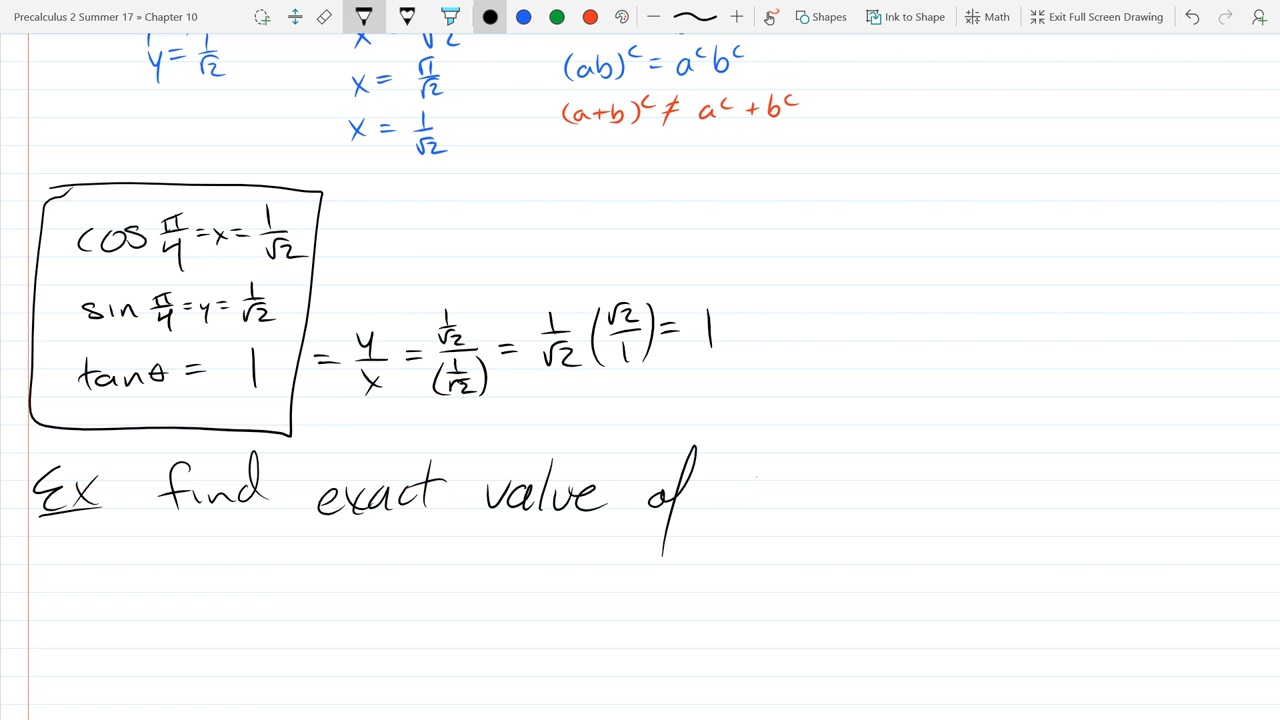 Precalculus 2 Summer 17 » Chapter 10
Shapes
Ink to Shape
Math
Exit Full Screen Drawing
y = 1/√2
x = √1/√2
x = 1/√2
(ab)^c = a^c b^c
(a+b)^c ≠ a^c + b^c
cos π/4 = x = 1/√2
sin π/4 = y = 1/√2
tanθ = 1 = y/x = (1/√2)/(1/√2) = 1/√2 (√2/1) = 1
Ex find exact value of